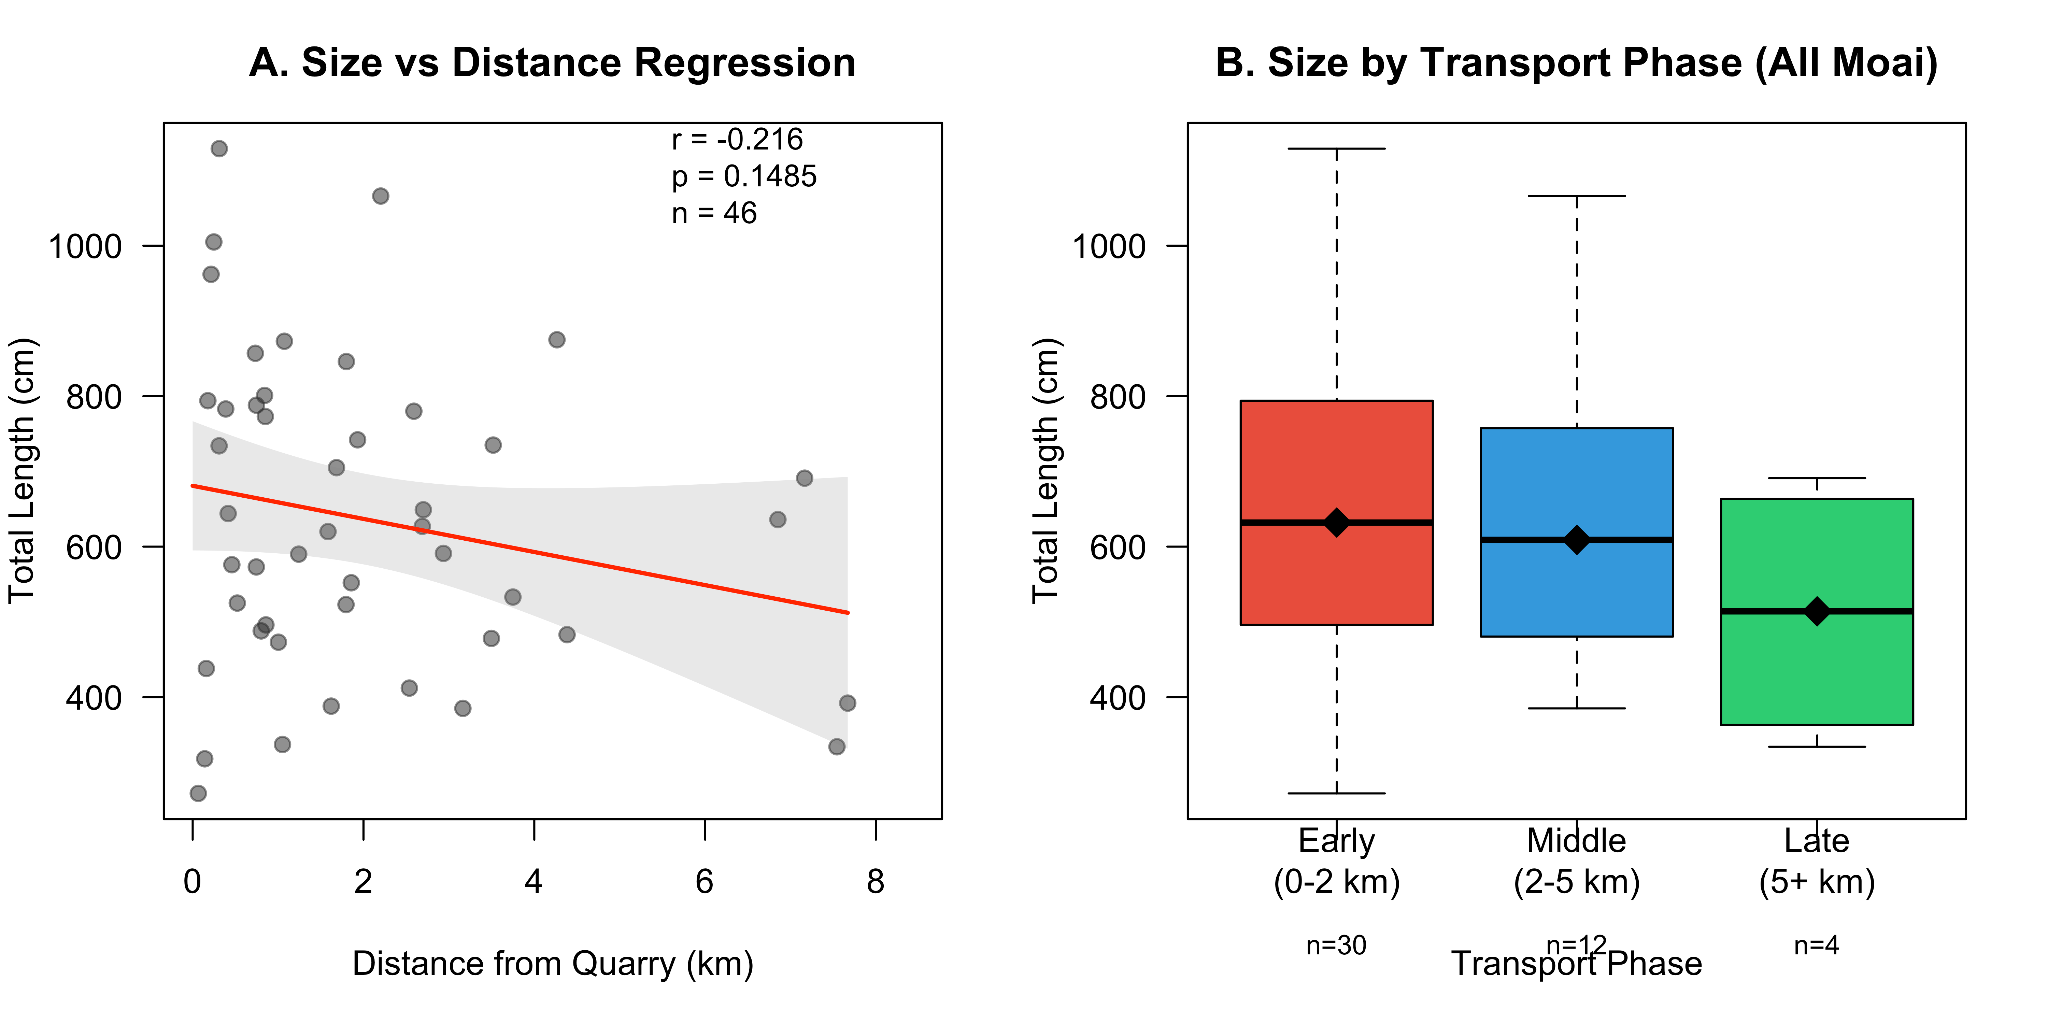 A. Size vs Distance Regression
r = -0.216
p = 0.1485
n = 46
1000
800
600
400
Total Length (cm)
0 2 4 6 8
Distance from Quarry (km)
B. Size by Transport Phase (All Moai)
1000
800
600
400
Total Length (cm)
Early Middle Late
(0-2 km) (2-5 km) (5+ km)
n=30 n=12 n=4
Transport Phase